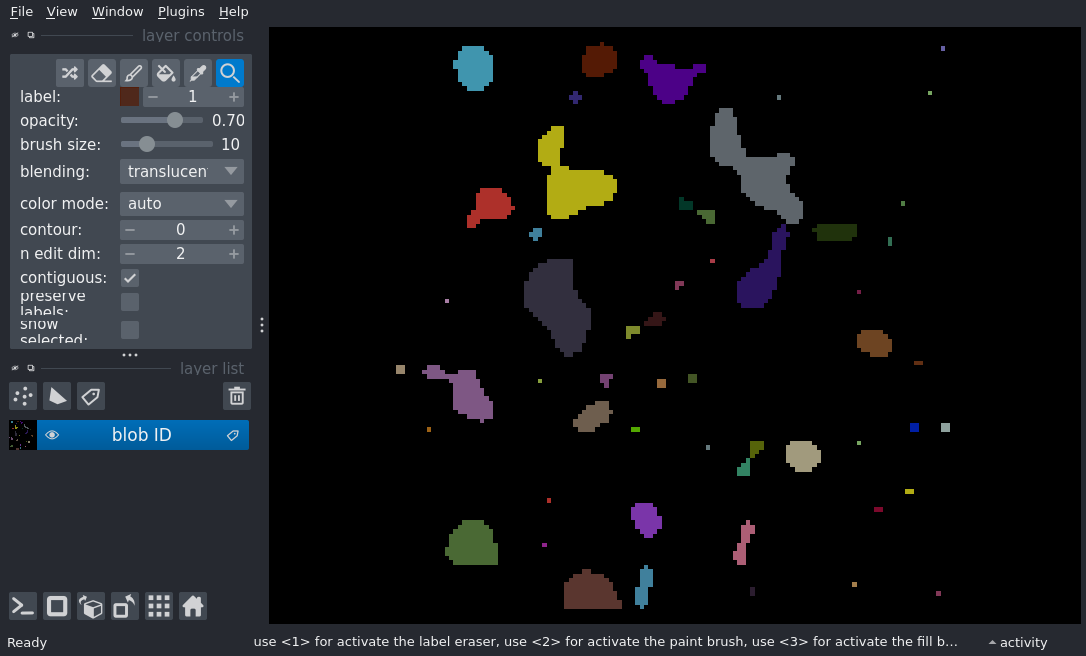 File View Window Plugins Help
layer controls
label: 1
opacity: 0.70
brush size: 10
blending: translucen
color mode: auto
contour: 0
n edit dim: 2
contiguous:
preserve
labels:
show
selected:
layer list
blob ID
Ready use <1> for activate the label eraser, use <2> for activate the paint brush, use <3> for activate the fill b... activity